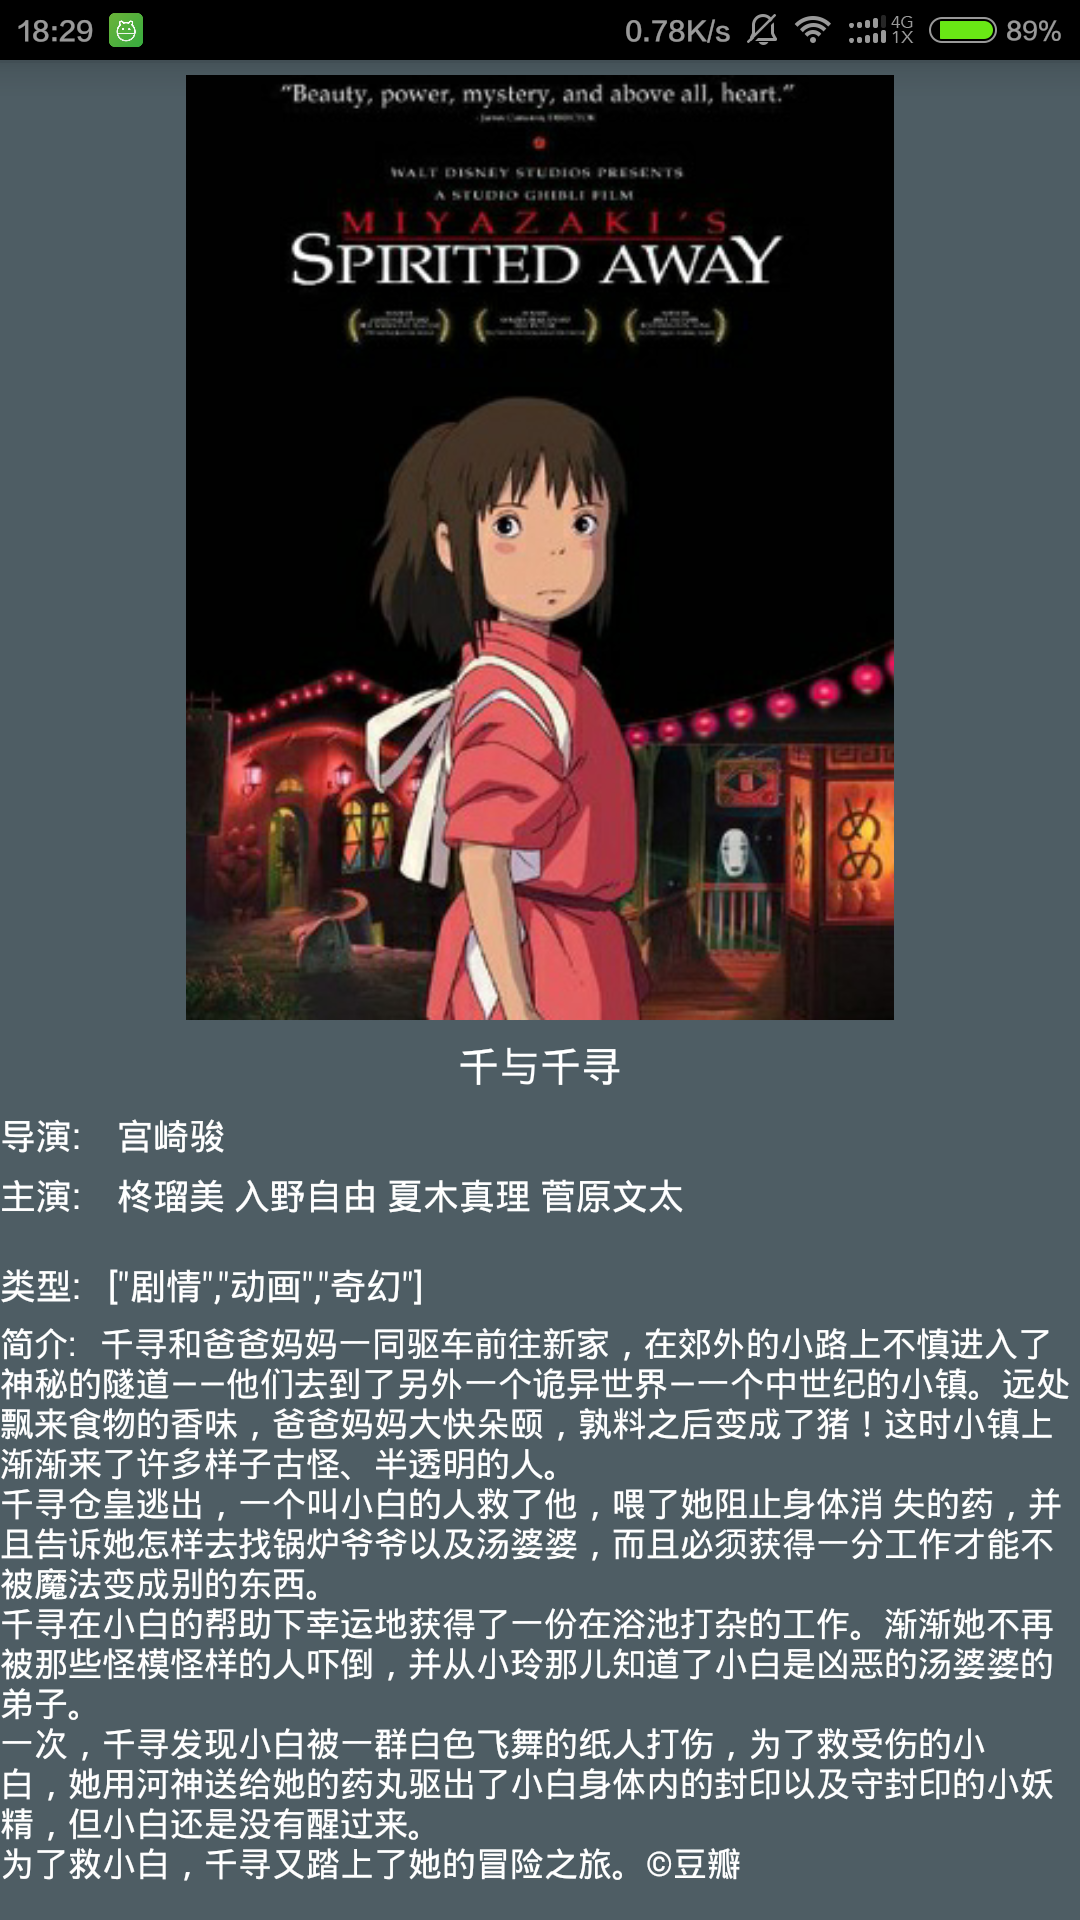 18:29
0.78K/s
4G
1X
89%
"Beauty, power, mystery, and above all, heart."
- James Cameron, DIRECTOR
WALT DISNEY STUDIOS PRESENTS
A STUDIO GHIBLI FILM
MIYAZAKI'S
SPIRITED AWAY
め
め
千与千寻
导演: 宫崎骏
主演: 柊瑠美 入野自由 夏木真理 菅原文太
类型: ["剧情","动画","奇幻"]
简介: 千寻和爸爸妈妈一同驱车前往新家，在郊外的小路上不慎进入了
神秘的隧道——他们去到了另外一个诡异世界—一个中世纪的小镇。远处
飘来食物的香味，爸爸妈妈大快朵颐，孰料之后变成了猪！这时小镇上
渐渐来了许多样子古怪、半透明的人。
千寻仓皇逃出，一个叫小白的人救了他，喂了她阻止身体消 失的药，并
且告诉她怎样去找锅炉爷爷以及汤婆婆，而且必须获得一分工作才能不
被魔法变成别的东西。
千寻在小白的帮助下幸运地获得了一份在浴池打杂的工作。渐渐她不再
被那些怪模怪样的人吓倒，并从小玲那儿知道了小白是凶恶的汤婆婆的
弟子。
一次，千寻发现小白被一群白色飞舞的纸人打伤，为了救受伤的小
白，她用河神送给她的药丸驱出了小白身体内的封印以及守封印的小妖
精，但小白还是没有醒过来。
为了救小白，千寻又踏上了她的冒险之旅。©豆瓣